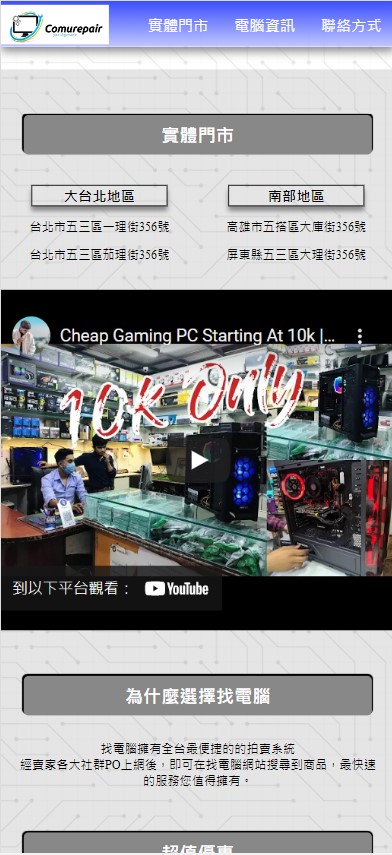 Comurepair
實體門市 電腦資訊 聯絡方式
實體門市
大台北地區
台北市五三區一理街356號
台北市五三區茄理街356號
南部地區
高雄市五搭區大庫街356號
屏東縣五三區大理街356號
Cheap Gaming PC Starting At 10k |...
10K Only
到以下平台觀看： YouTube
為什麼選擇找電腦
找電腦擁有全台最便捷的的拍賣系統
經賣家各大社群PO上網後，即可在找電腦網站搜尋到商品，最快速
的服務您值得擁有。
超值優惠